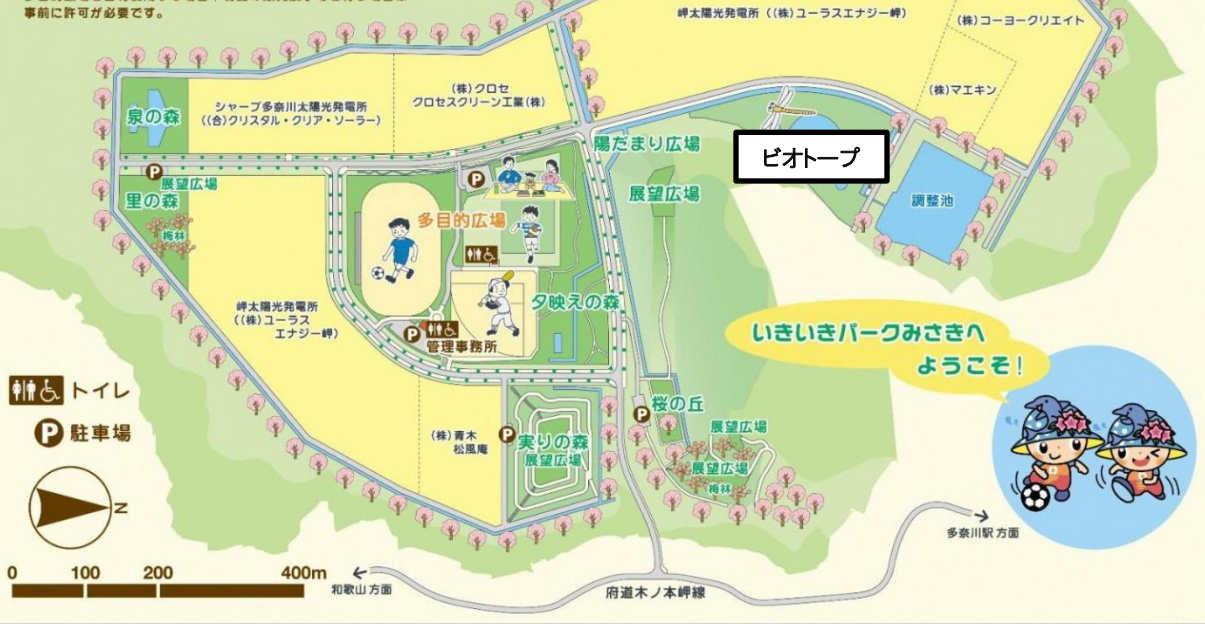 事前に許可が必要です。
岬太陽光発電所((株)ユーラスエナジー岬)
(株)コーヨークリエイト
(株)クロセ
クロセスクリーン工業(株)
(株)マエキン
シャープ多奈川太陽光発電所
((合)クリスタル・クリア・ソーラー)
泉の森
陽だまり広場
ビオトープ
P
展望広場
里の森
梅林
P
展望広場
調整池
多目的広場
岬太陽光発電所
((株)ユーラス
エナジー岬)
夕映えの森
P
管理事務所
いきいきパークみさきへ
ようこそ!
トイレ
P 駐車場
(株)青木
松風庵
P
実りの森
展望広場
P
桜の丘
展望広場
展望広場
梅林
N
0 100 200 400m
和歌山方面
府道木ノ本岬線
多奈川駅方面